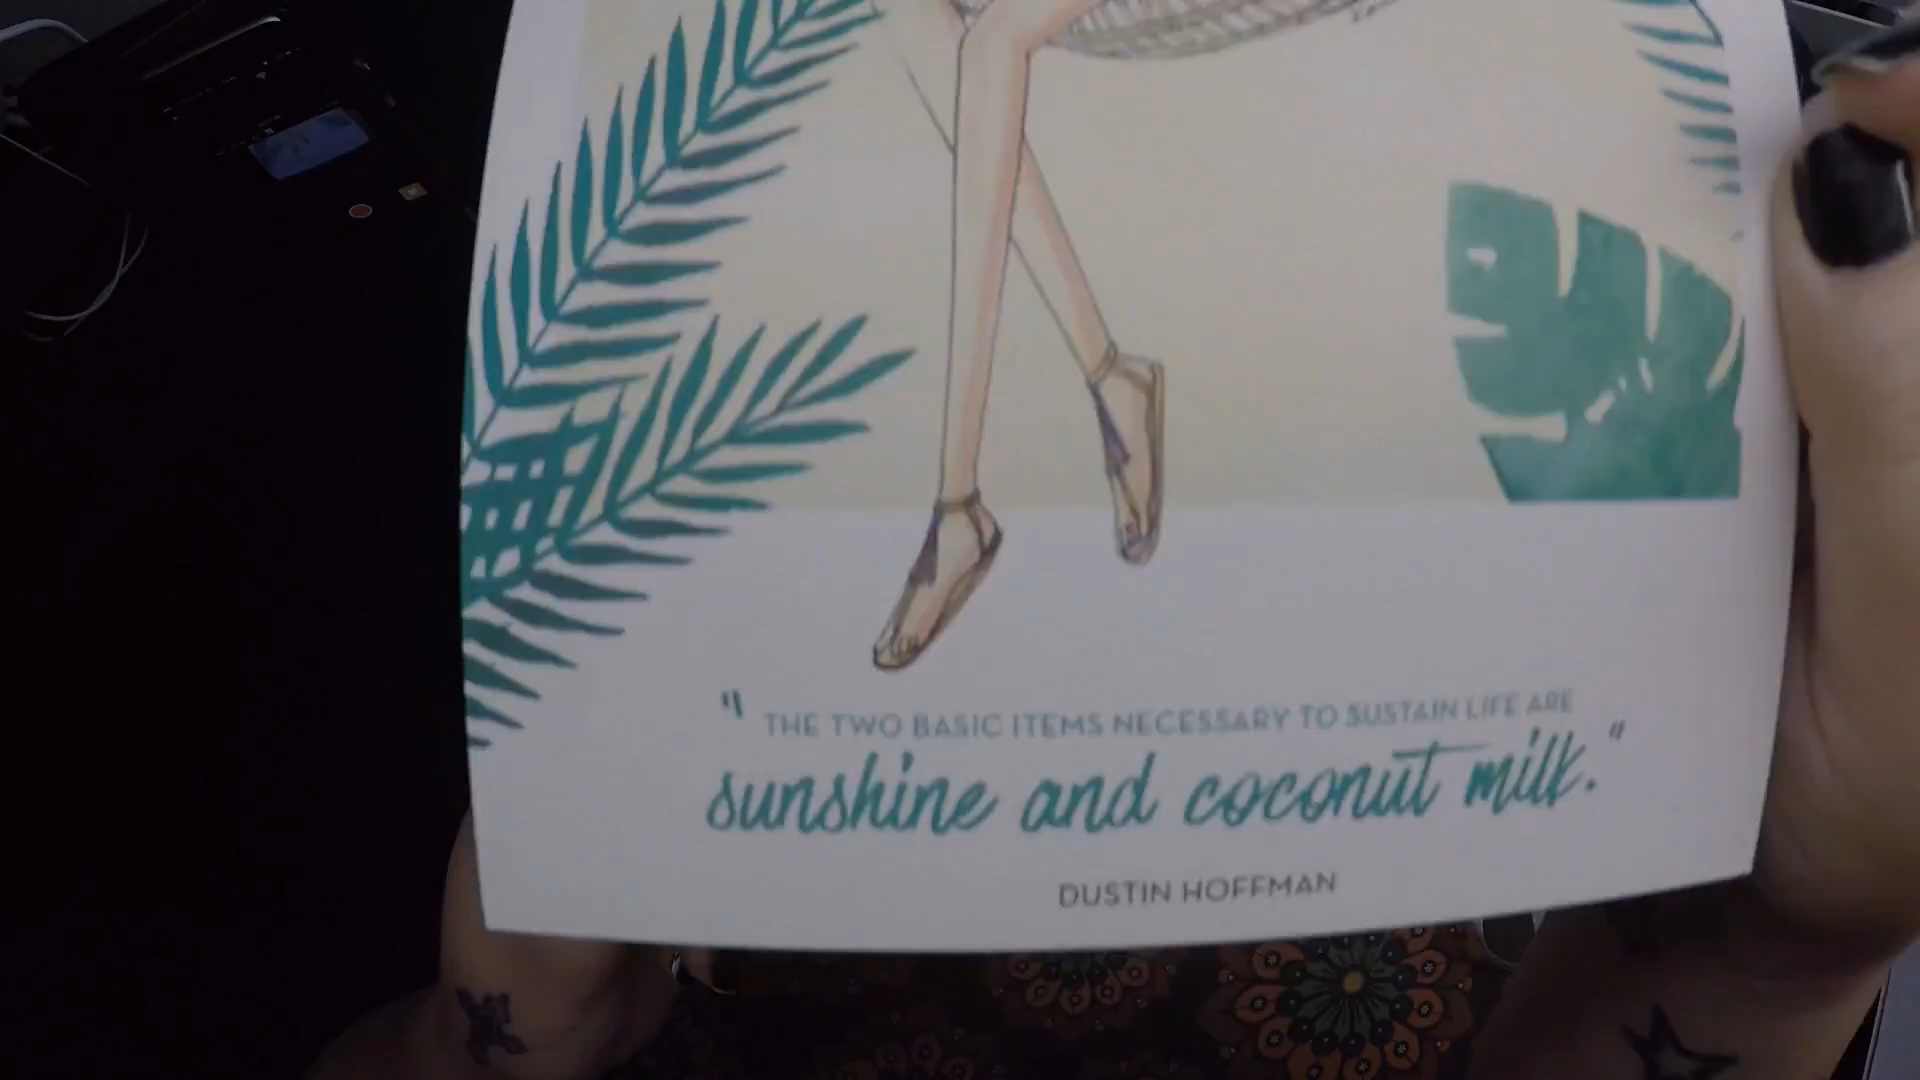 " THE TWO BASIC ITEMS NECESSARY TO SUSTAIN LIFE ARE
sunshine and coconut milk."
DUSTIN HOFFMAN